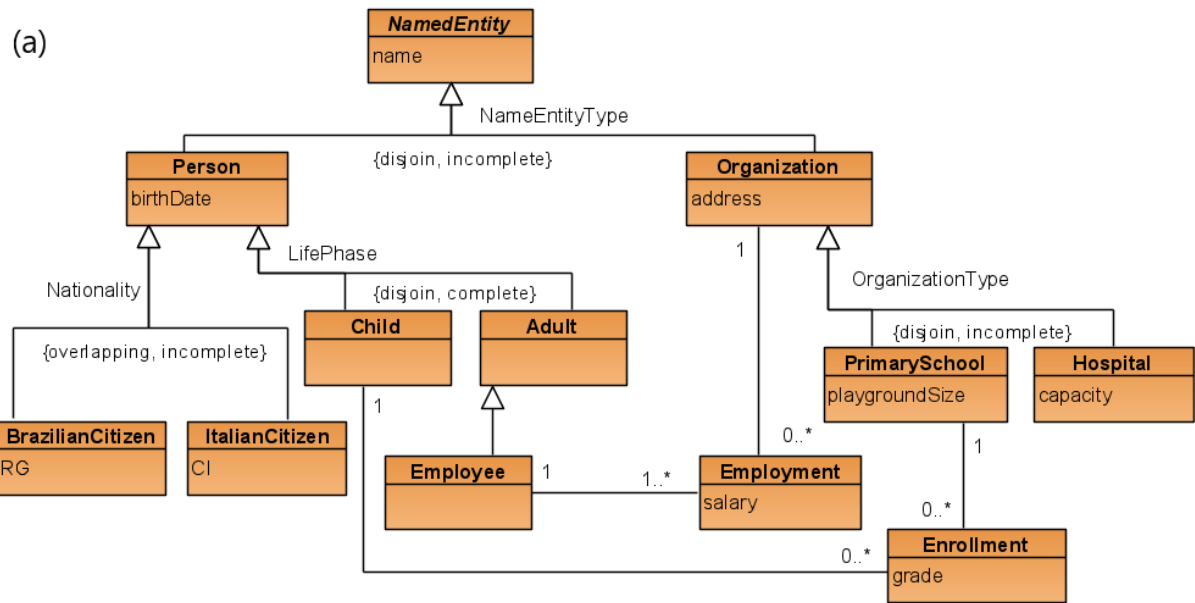 (a)
NamedEntity
name
NameEntityType
{disjoin, incomplete}
Person
birthDate
Organization
address
LifePhase
1
Nationality
OrganizationType
{disjoin, complete}
Child
Adult
{disjoin, incomplete}
{overlapping, incomplete}
PrimarySchool
playgroundSize
Hospital
capacity
1
BrazilianCitizen
RG
ItalianCitizen
CI
0..*
1
Employee
1
1..*
Employment
salary
0..*
Enrollment
grade
0..*